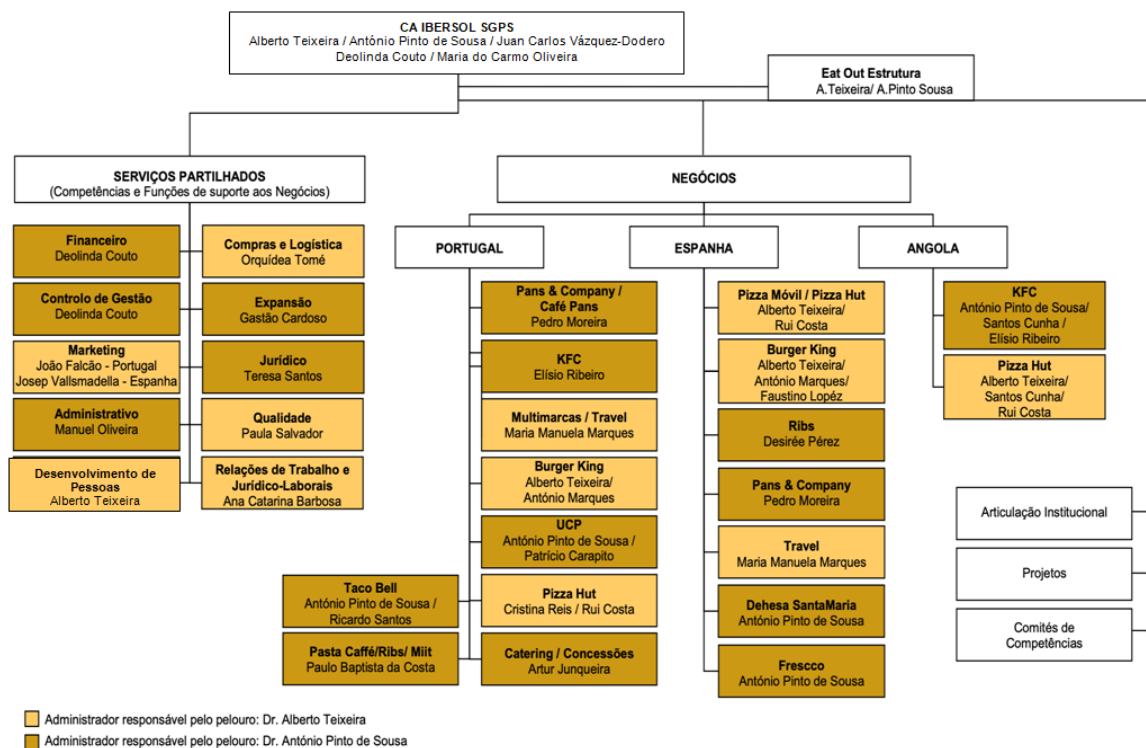 CA IBERSOL SGPS
Alberto Teixeira / António Pinto de Sousa / Juan Carlos Vázquez-Dodero
Deolinda Couto / Maria do Carmo Oliveira
Eat Out Estrutura
A.Teixeira/ A.Pinto Sousa
SERVIÇOS PARTILHADOS
(Competências e Funções de suporte aos Negócios)
Financeiro
Deolinda Couto
Compras e Logística
Orquídea Tomé
Controlo de Gestão
Deolinda Couto
Expansão
Gastão Cardoso
Marketing
João Falcão - Portugal
Josep Vallsmadella - Espanha
Jurídico
Teresa Santos
Administrativo
Manuel Oliveira
Qualidade
Paula Salvador
Desenvolvimento de
Pessoas
Alberto Teixeira
Relações de Trabalho e
Jurídico-Laborais
Ana Catarina Barbosa
NEGÓCIOS
PORTUGAL
Pans & Company /
Café Pans
Pedro Moreira
KFC
Elísio Ribeiro
Multimarcas / Travel
Maria Manuela Marques
Burger King
Alberto Teixeira/
António Marques
UCP
António Pinto de Sousa /
Patrício Carapito
Taco Bell
António Pinto de Sousa /
Ricardo Santos
Pizza Hut
Cristina Reis / Rui Costa
Pasta Caffé/Ribs/ Miit
Paulo Baptista da Costa
Catering / Concessões
Artur Junqueira
ESPANHA
Pizza Móvil / Pizza Hut
Alberto Teixeira/
Rui Costa
Burger King
Alberto Teixeira/
António Marques/
Faustino Lopéz
Ribs
Desirée Pérez
Pans & Company
Pedro Moreira
Travel
Maria Manuela Marques
Dehesa SantaMaria
António Pinto de Sousa
Frescco
António Pinto de Sousa
ANGOLA
KFC
António Pinto de Sousa/
Santos Cunha /
Elísio Ribeiro
Pizza Hut
Alberto Teixeira/
Santos Cunha/
Rui Costa
Articulação Institucional
Projetos
Comités de
Competências
Administrador responsável pelo pelouro: Dr. Alberto Teixeira
Administrador responsável pelo pelouro: Dr. António Pinto de Sousa